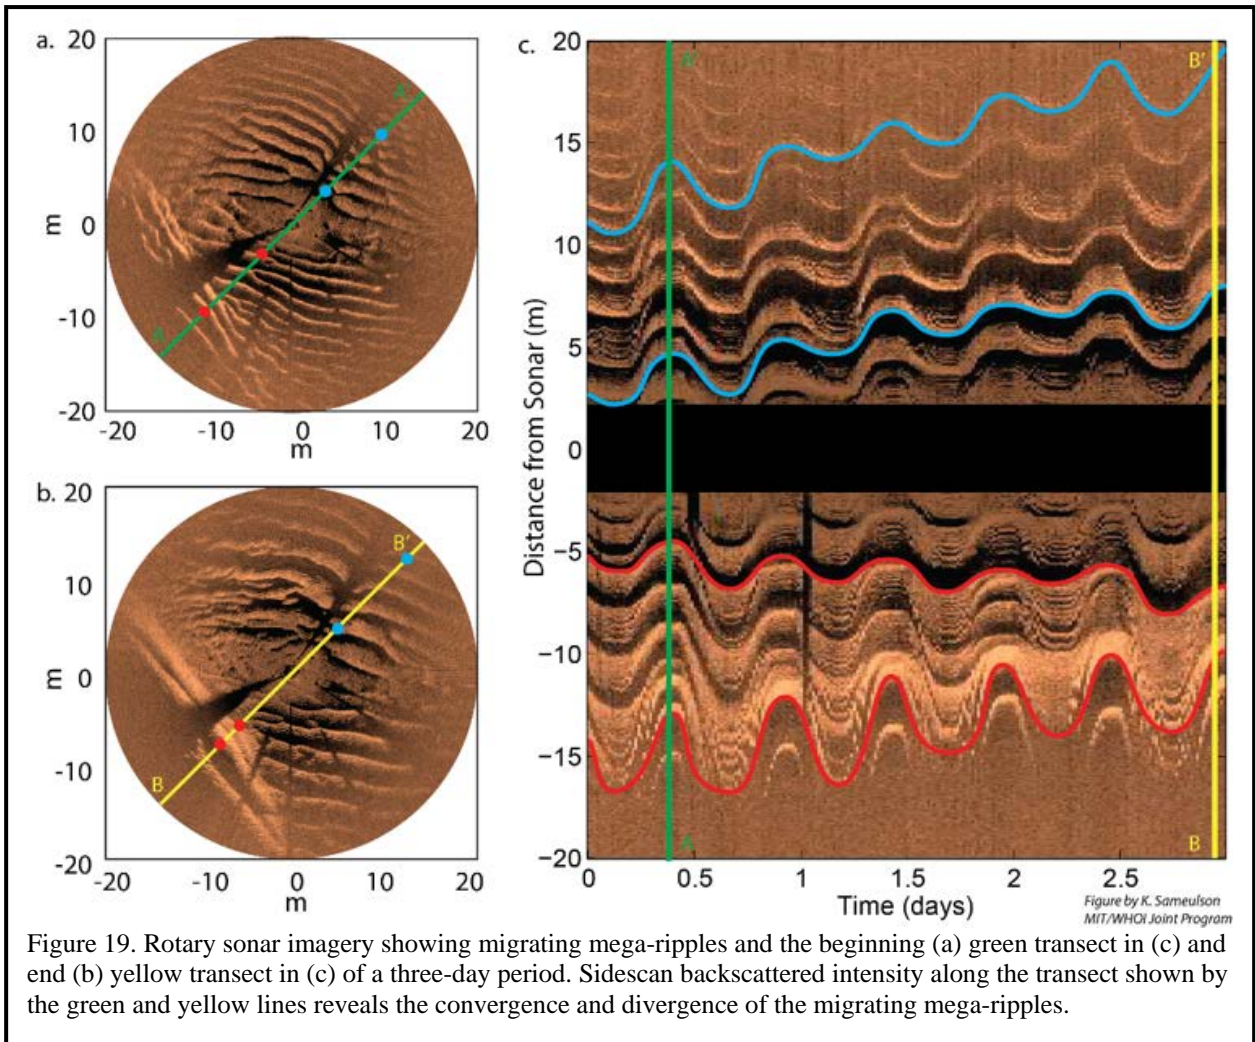 a.
20
10
0
-10
-20
m
-20
-10
0
10
20
m
A'
A
b.
20
10
0
-10
-20
m
-20
-10
0
10
20
m
B'
B
c.
20
15
10
5
0
−5
−10
−15
−20
Distance from Sonar (m)
A'
B'
A
B
0
0.5
1
1.5
2
2.5
Time (days)
Figure by K. Sameulson
MIT/WHOI Joint Program
Figure 19. Rotary sonar imagery showing migrating mega-ripples and the beginning (a) green transect in (c) and
end (b) yellow transect in (c) of a three-day period. Sidescan backscattered intensity along the transect shown by
the green and yellow lines reveals the convergence and divergence of the migrating mega-ripples.